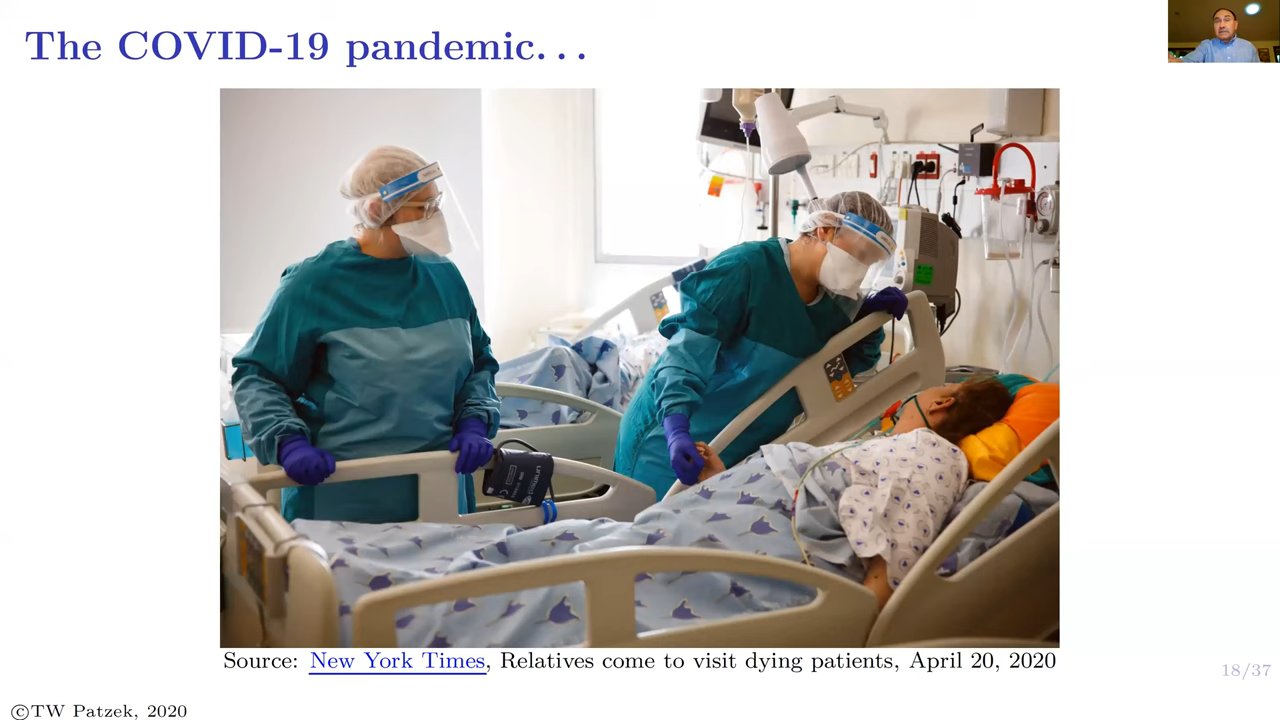 The COVID-19 pandemic...
Source: New York Times, Relatives come to visit dying patients, April 20, 2020
18/37
©TW Patzek, 2020